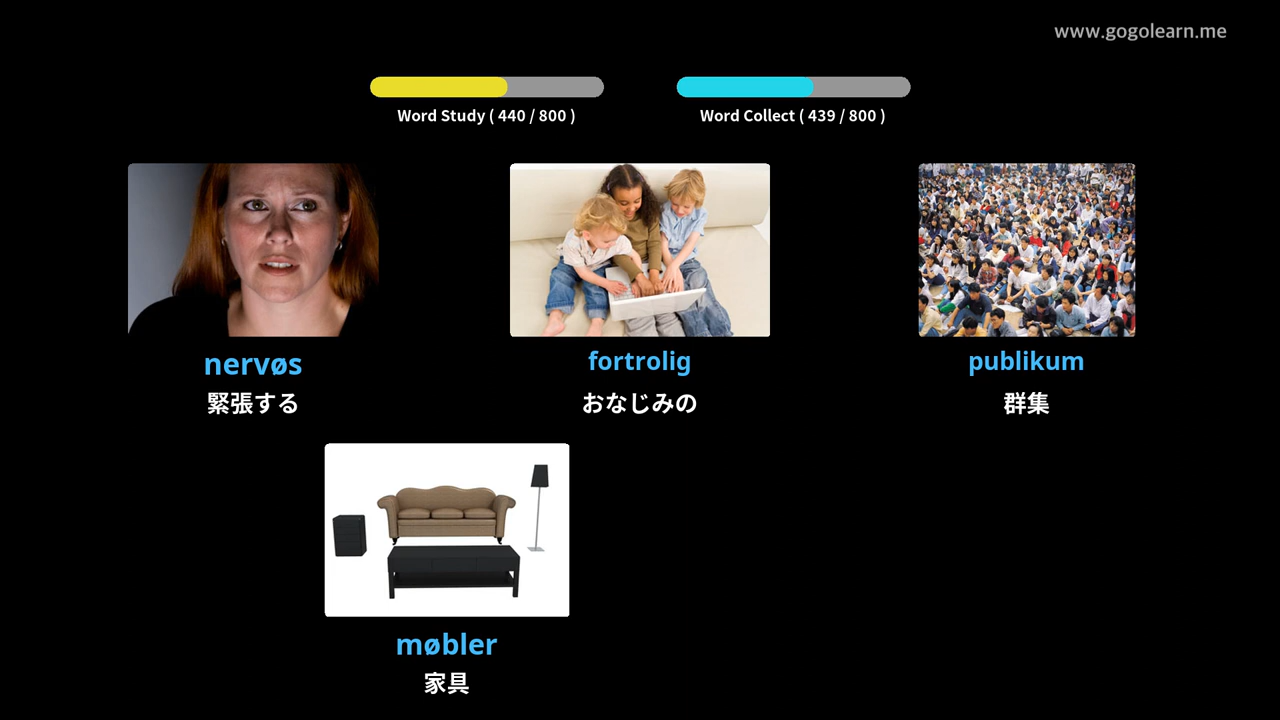 www.gogolearn.me
Word Study ( 440 / 800 )
Word Collect ( 439 / 800 )
nervøs
緊張する
fortrolig
おなじみの
publikum
群集
møbler
家具